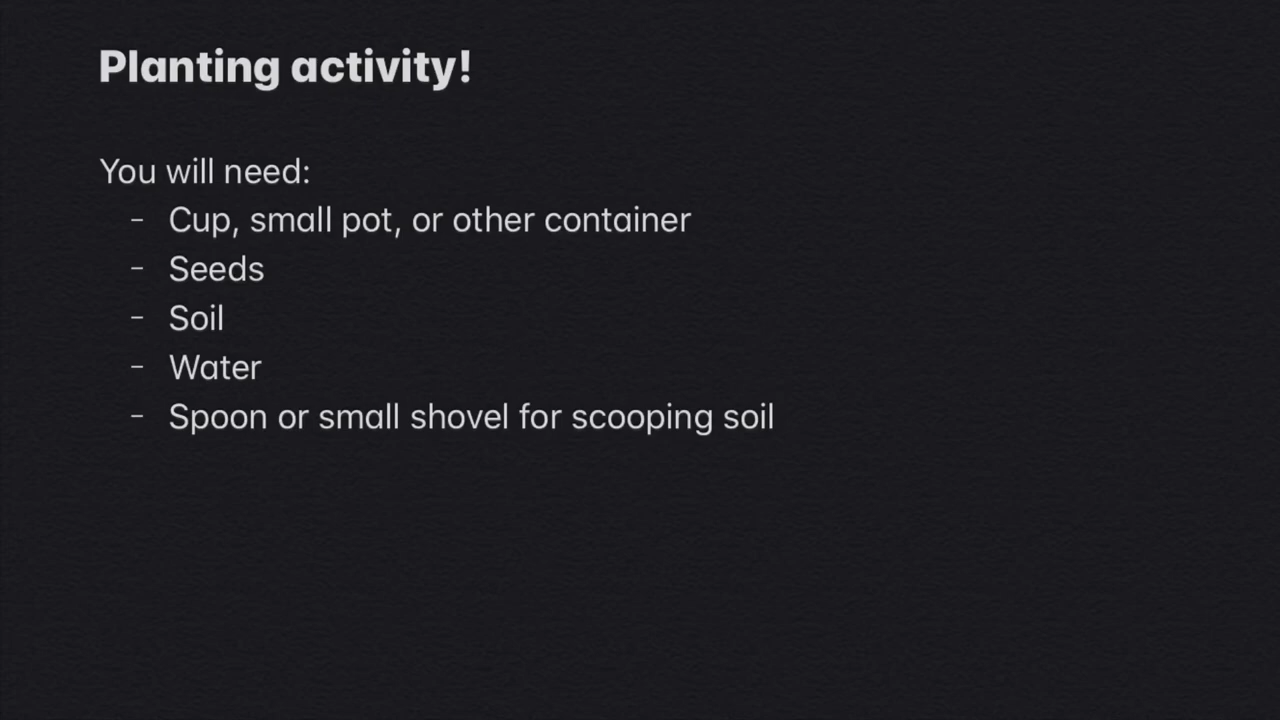 Planting activity!
You will need:
- Cup, small pot, or other container
- Seeds
- Soil
- Water
- Spoon or small shovel for scooping soil